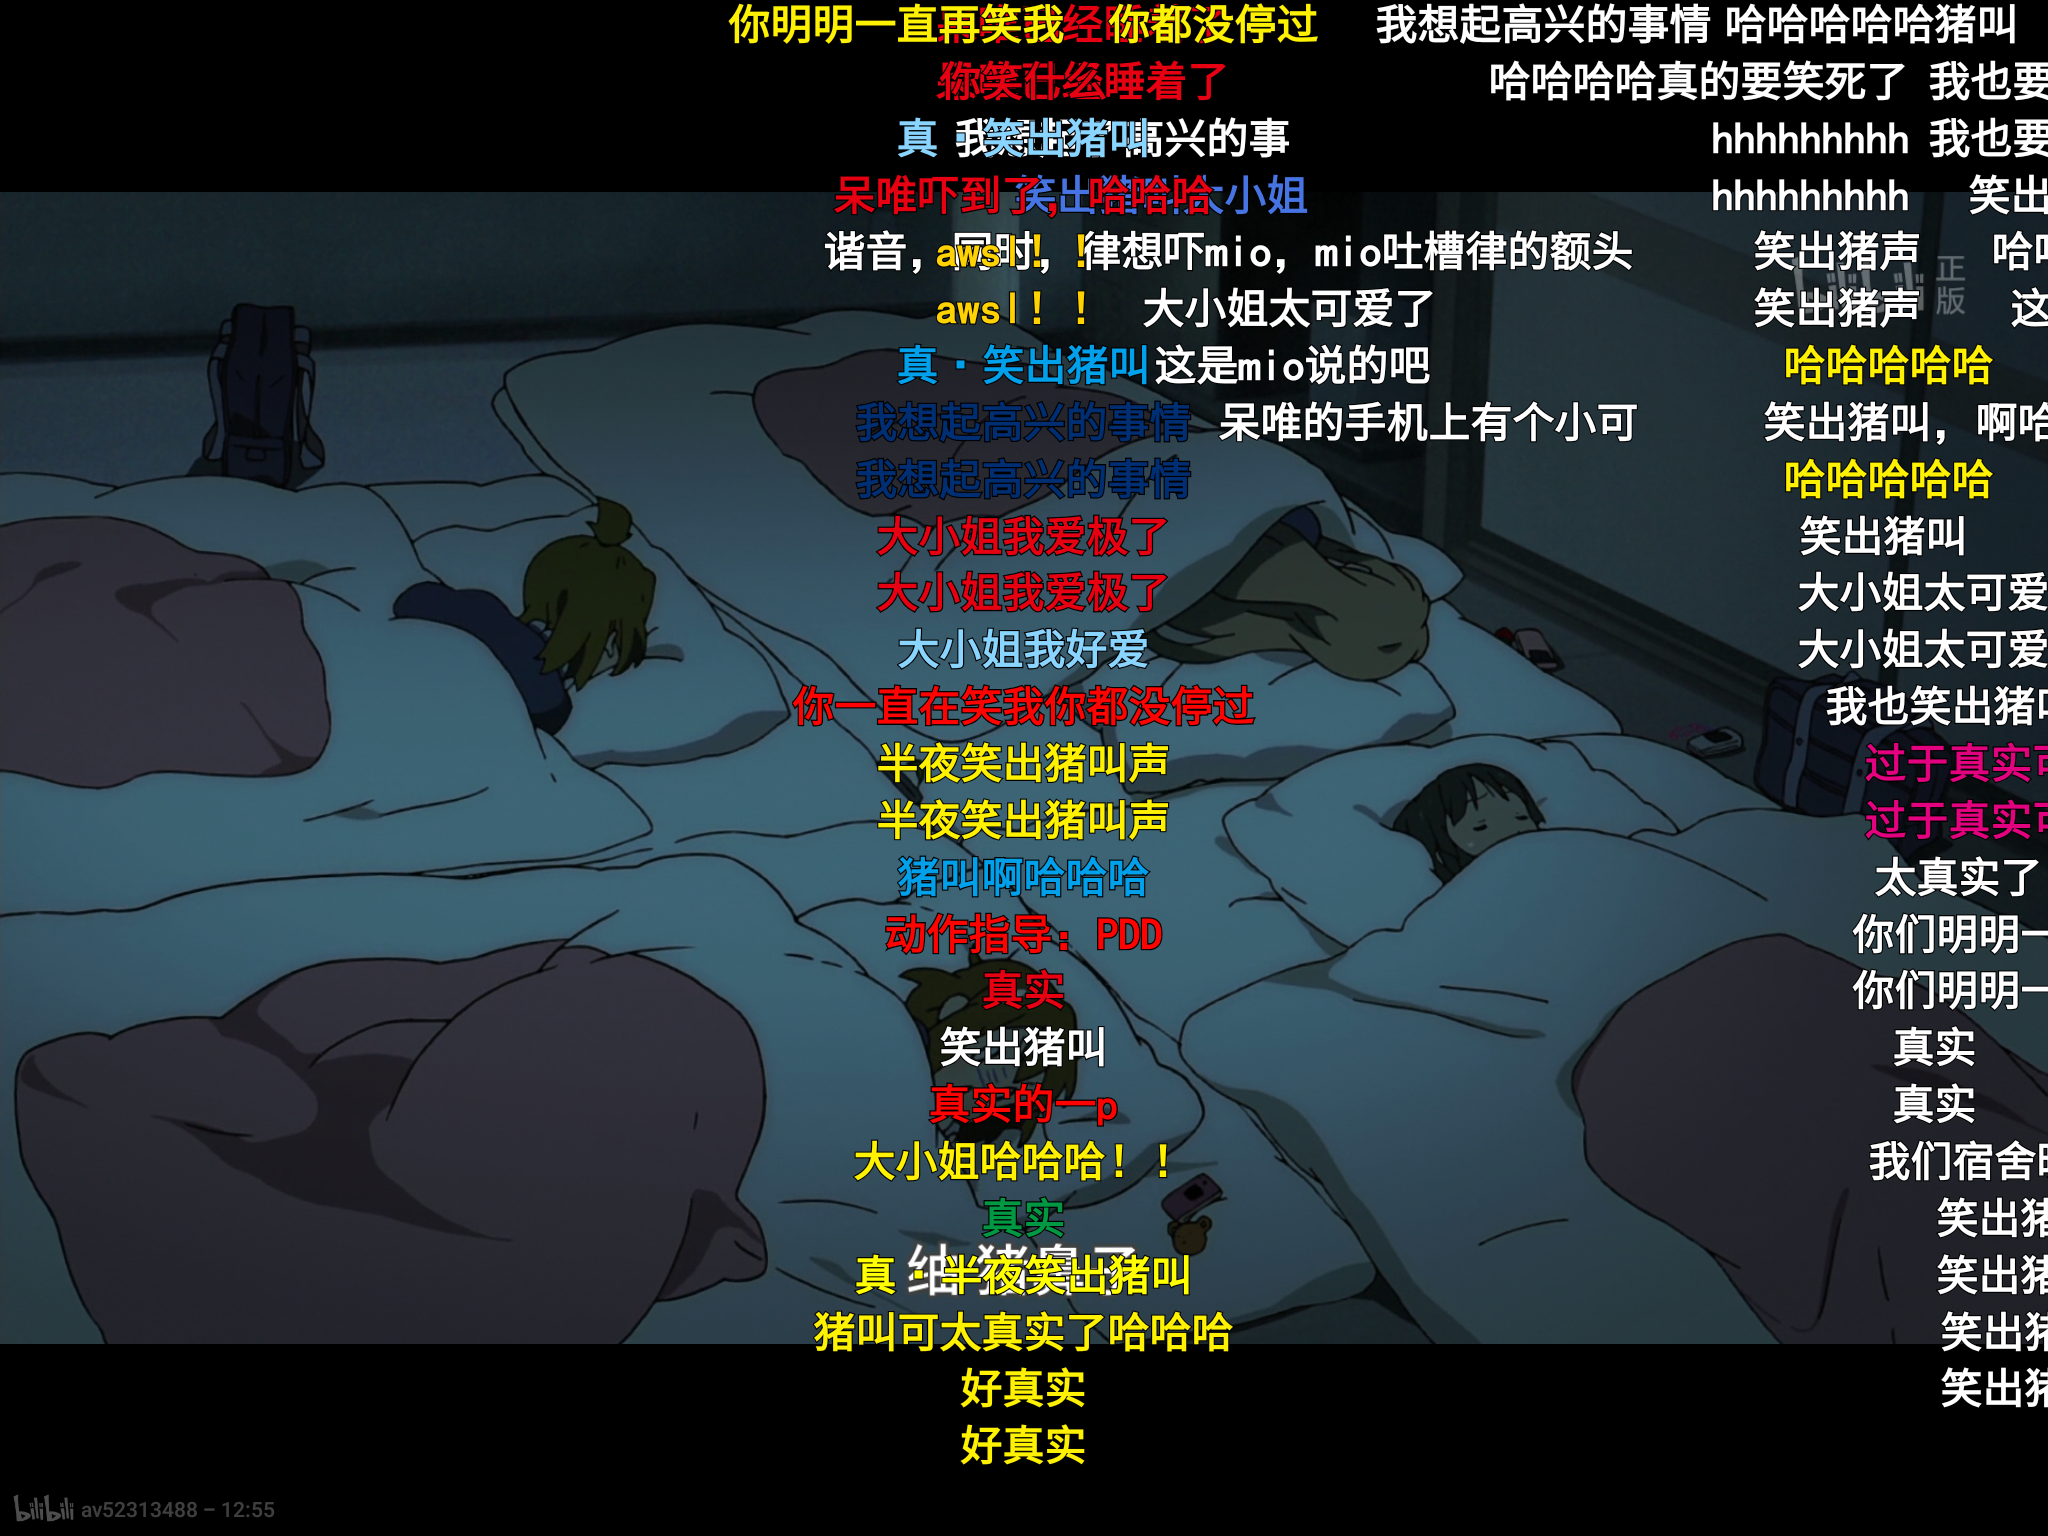 你明明一直再笑我 你都没停过 我想起高兴的事情 哈哈哈哈哈猪叫
你笑什么睡着了 哈哈哈哈真的要笑死了 我也要
真·笑出猪叫 高兴的事 hhhhhhhhh 我也要
呆唯吓到了，哈哈哈 笑出猪叫大小姐 hhhhhhhhh 笑出
谐音，同时，律想吓mio，mio吐槽律的额头 笑出猪声
awsl！！
正版
awsl！！ 大小姐太可爱了 笑出猪声 这
真·笑出猪叫 这是mio说的吧 哈哈哈哈哈
我想起高兴的事情 呆唯的手机上有个小可 笑出猪叫，啊哈
我想起高兴的事情 哈哈哈哈哈
大小姐我爱极了 笑出猪叫
大小姐我爱极了 大小姐太可爱
大小姐我好爱 大小姐太可爱
你一直在笑我你都没停过 我也笑出猪叫
半夜笑出猪叫声 过于真实
半夜笑出猪叫声 过于真实
猪叫啊哈哈哈 太真实了
动作指导：PDD 你们明明一
真实 你们明明一
笑出猪叫 真实
真实的一p 真实
大小姐哈哈哈！！ 我们宿舍
真实 笑出猪
真·半夜笑出猪叫 笑出猪
猪叫可太真实了哈哈哈 笑出猪
好真实 笑出猪
好真实
bilibili av52313488 – 12:55